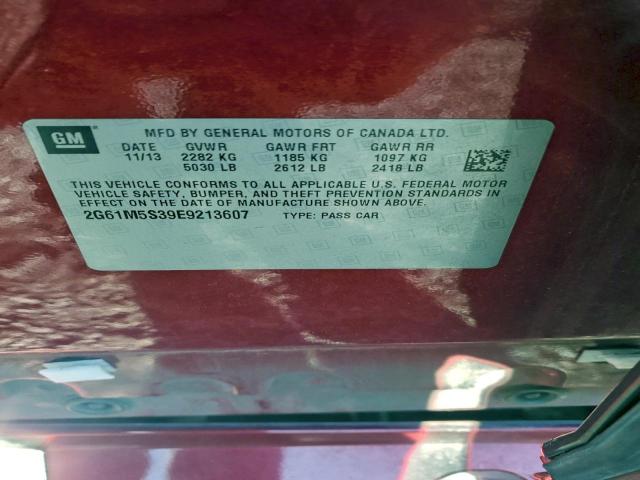 GM
MFD BY GENERAL MOTORS OF CANADA LTD.
DATE GVWR GAWR FRT GAWR RR
11/13 2282 KG 1185 KG 1097 KG
5030 LB 2612 LB 2418 LB
THIS VEHICLE CONFORMS TO ALL APPLICABLE U.S. FEDERAL MOTOR
VEHICLE SAFETY, BUMPER, AND THEFT PREVENTION STANDARDS IN
EFFECT ON THE DATE OF MANUFACTURE SHOWN ABOVE.
2G61M5S39E9213607 TYPE: PASS CAR